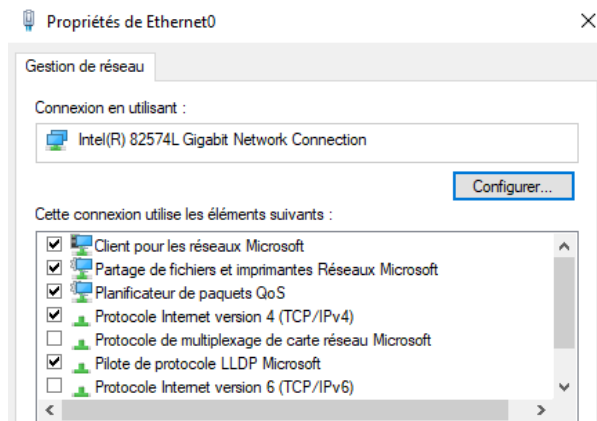 Propriétés de Ethernet0
Gestion de réseau
Connexion en utilisant :
Intel(R) 82574L Gigabit Network Connection
Configurer...
Cette connexion utilise les éléments suivants :
Client pour les réseaux Microsoft
Partage de fichiers et imprimantes Réseaux Microsoft
Planificateur de paquets QoS
Protocole Internet version 4 (TCP/IPv4)
Protocole de multiplexage de carte réseau Microsoft
Pilote de protocole LLDP Microsoft
Protocole Internet version 6 (TCP/IPv6)